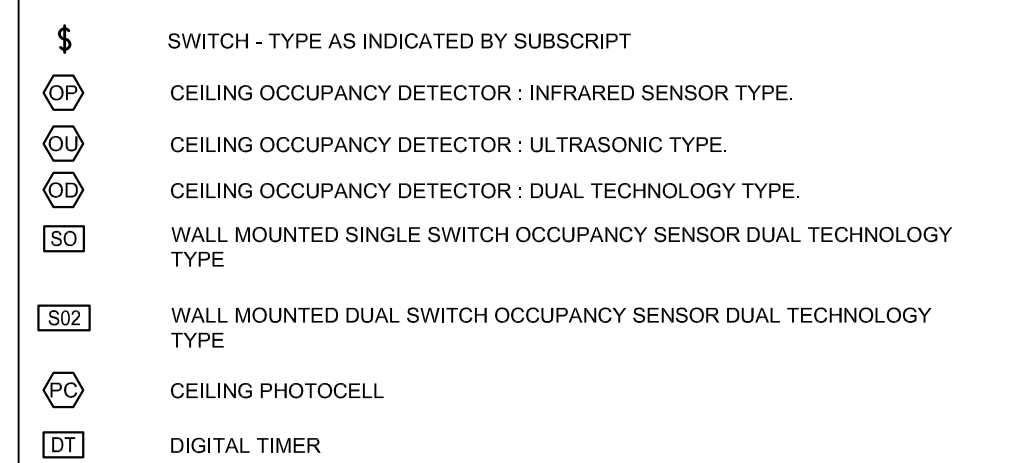 $ SWITCH - TYPE AS INDICATED BY SUBSCRIPT
OP CEILING OCCUPANCY DETECTOR : INFRARED SENSOR TYPE.
OU CEILING OCCUPANCY DETECTOR : ULTRASONIC TYPE.
OD CEILING OCCUPANCY DETECTOR : DUAL TECHNOLOGY TYPE.
SO WALL MOUNTED SINGLE SWITCH OCCUPANCY SENSOR DUAL TECHNOLOGY
TYPE
S02 WALL MOUNTED DUAL SWITCH OCCUPANCY SENSOR DUAL TECHNOLOGY
TYPE
PC CEILING PHOTOCELL
DT DIGITAL TIMER